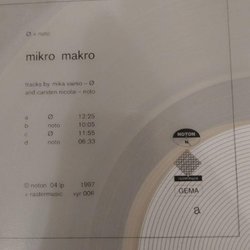 Ø + noto
mikro makro
tracks by mika vainio – Ø
and carsten nicolai – noto
a Ø 12:25
b noto 10:05
c Ø 11:55
d noto 06:33
© noton 04 lp 1997
+ rastermusic vyr 006
NOTON
N.
rastermusic
GEMA
a